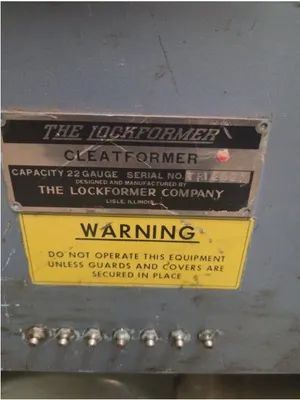 THE LOCKFORMER
CLEATFORMER
CAPACITY 22 GAUGE SERIAL NO.
DESIGNED AND MANUFACTURED BY
THE LOCKFORMER COMPANY
LISLE, ILLINOIS
WARNING
DO NOT OPERATE THIS EQUIPMENT
UNLESS GUARDS AND COVERS ARE
SECURED IN PLACE